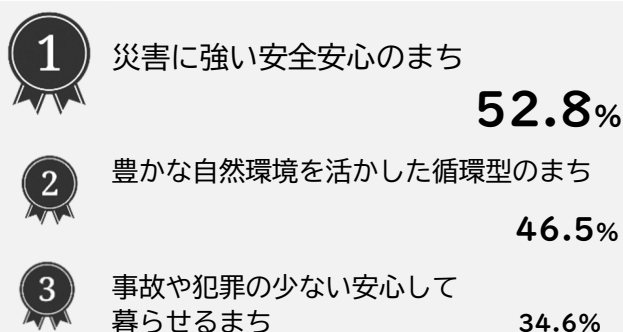 1
災害に強い安全安心のまち
52.8%
2
豊かな自然環境を活かした循環型のまち
46.5%
3
事故や犯罪の少ない安心して
暮らせるまち 34.6%